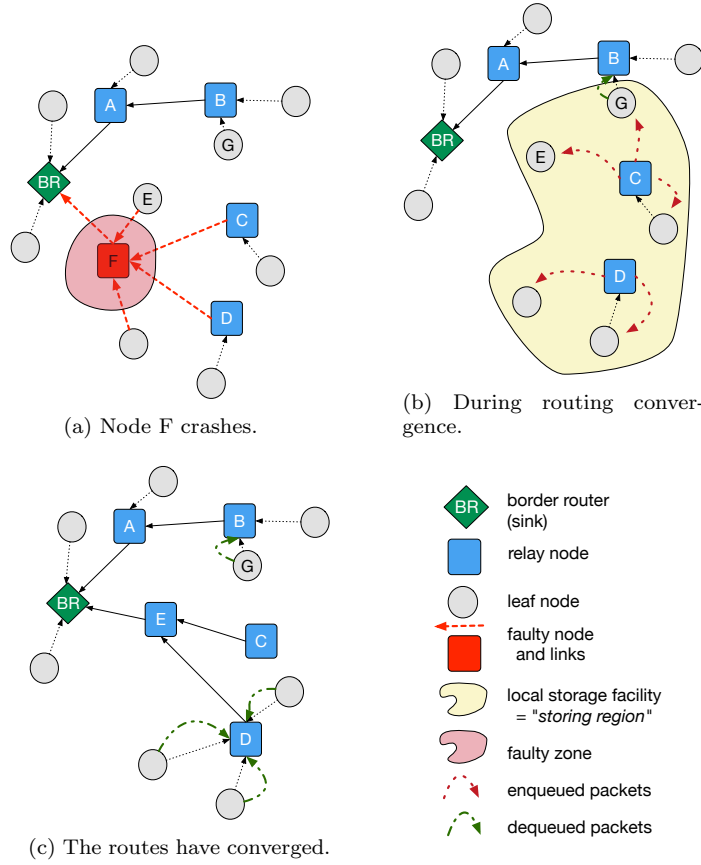 A
B
G
BR
E
C
F
D
(a) Node F crashes.
A
B
G
BR
E
C
D
(b) During routing conver-
gence.
A
B
G
BR
E
C
D
(c) The routes have converged.
BR
border router
(sink)
relay node
leaf node
faulty node
and links
local storage facility
= "storing region"
faulty zone
enqueued packets
dequeued packets